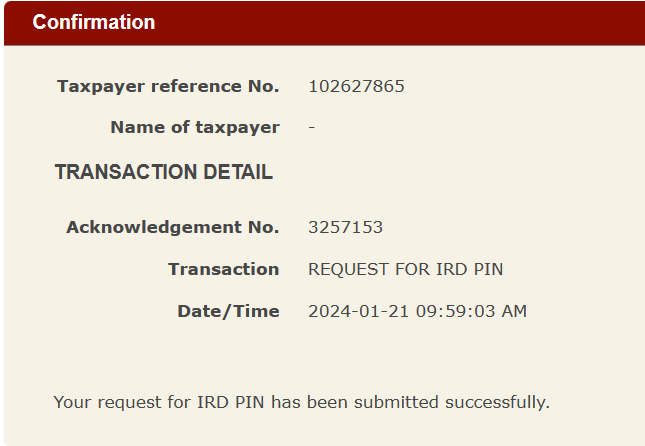 Confirmation
Taxpayer reference No. 102627865
Name of taxpayer -
TRANSACTION DETAIL
Acknowledgement No. 3257153
Transaction REQUEST FOR IRD PIN
Date/Time 2024-01-21 09:59:03 AM
Your request for IRD PIN has been submitted successfully.